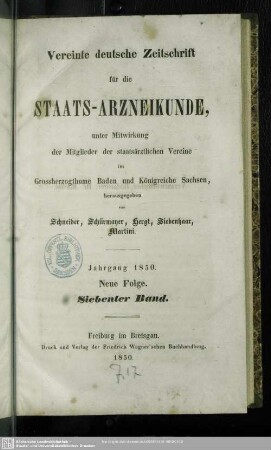 Vereinte deutsche Zeitschrift
für die
STAATS-ARZNEIKUNDE,
unter Mitwirkung
der Mitglieder der staatsärztlichen Vereine
im
Grossherzogthume Baden und Königreiche Sachsen,
herausgegeben
von
Schneider, Schürmayer, Hergt, Siebenhaar,
Martini.
Jahrgang 1850.
Neue Folge.
Siebenter Band.
Freiburg im Breisgau.
Druck und Verlag der Friedrich Wagner'schen Buchhandlung.
1850.